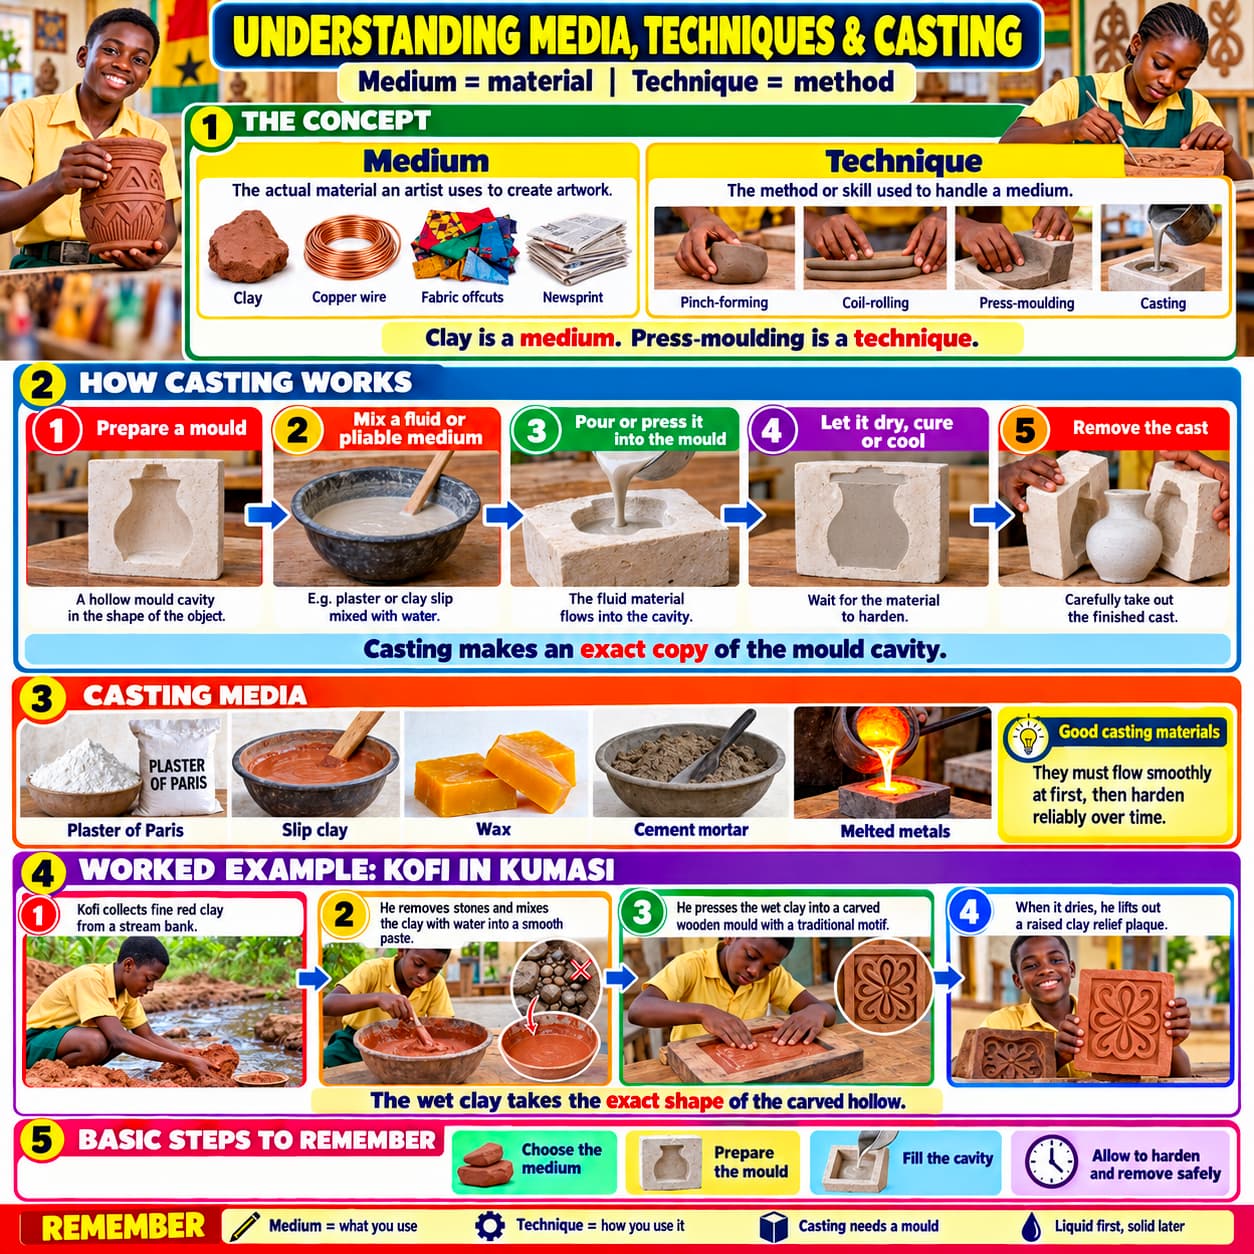 UNDERSTANDING MEDIA, TECHNIQUES & CASTING
Medium = material | Technique = method
1 THE CONCEPT
Medium
The actual material an artist uses to create artwork.
Clay
Copper wire
Fabric offcuts
Newsprint
Technique
The method or skill used to handle a medium.
Pinch-forming
Coil-rolling
Press-moulding
Casting
Clay is a medium. Press-moulding is a technique.
2 HOW CASTING WORKS
1 Prepare a mould
A hollow mould cavity
in the shape of the object.
2 Mix a fluid or
pliable medium
E.g. plaster or clay slip
mixed with water.
3 Pour or press it
into the mould
The fluid material
flows into the cavity.
4 Let it dry, cure
or cool
Wait for the material
to harden.
5 Remove the cast
Carefully take out
the finished cast.
Casting makes an exact copy of the mould cavity.
3 CASTING MEDIA
PLASTER
OF PARIS
Plaster of Paris
Slip clay
Wax
Cement mortar
Melted metals
Good casting materials
They must flow smoothly
at first, then harden
reliably over time.
4 WORKED EXAMPLE: KOFI IN KUMASI
1 Kofi collects fine red clay
from a stream bank.
2 He removes stones and mixes
the clay with water into a smooth
paste.
3 He presses the wet clay into a carved
wooden mould with a traditional motif.
4 When it dries, he lifts out
a raised clay relief plaque.
The wet clay takes the exact shape of the carved hollow.
5 BASIC STEPS TO REMEMBER
Choose the
medium
Prepare
the mould
Fill the cavity
Allow to harden
and remove safely
REMEMBER
Medium = what you use
Technique = how you use it
Casting needs a mould
Liquid first, solid later